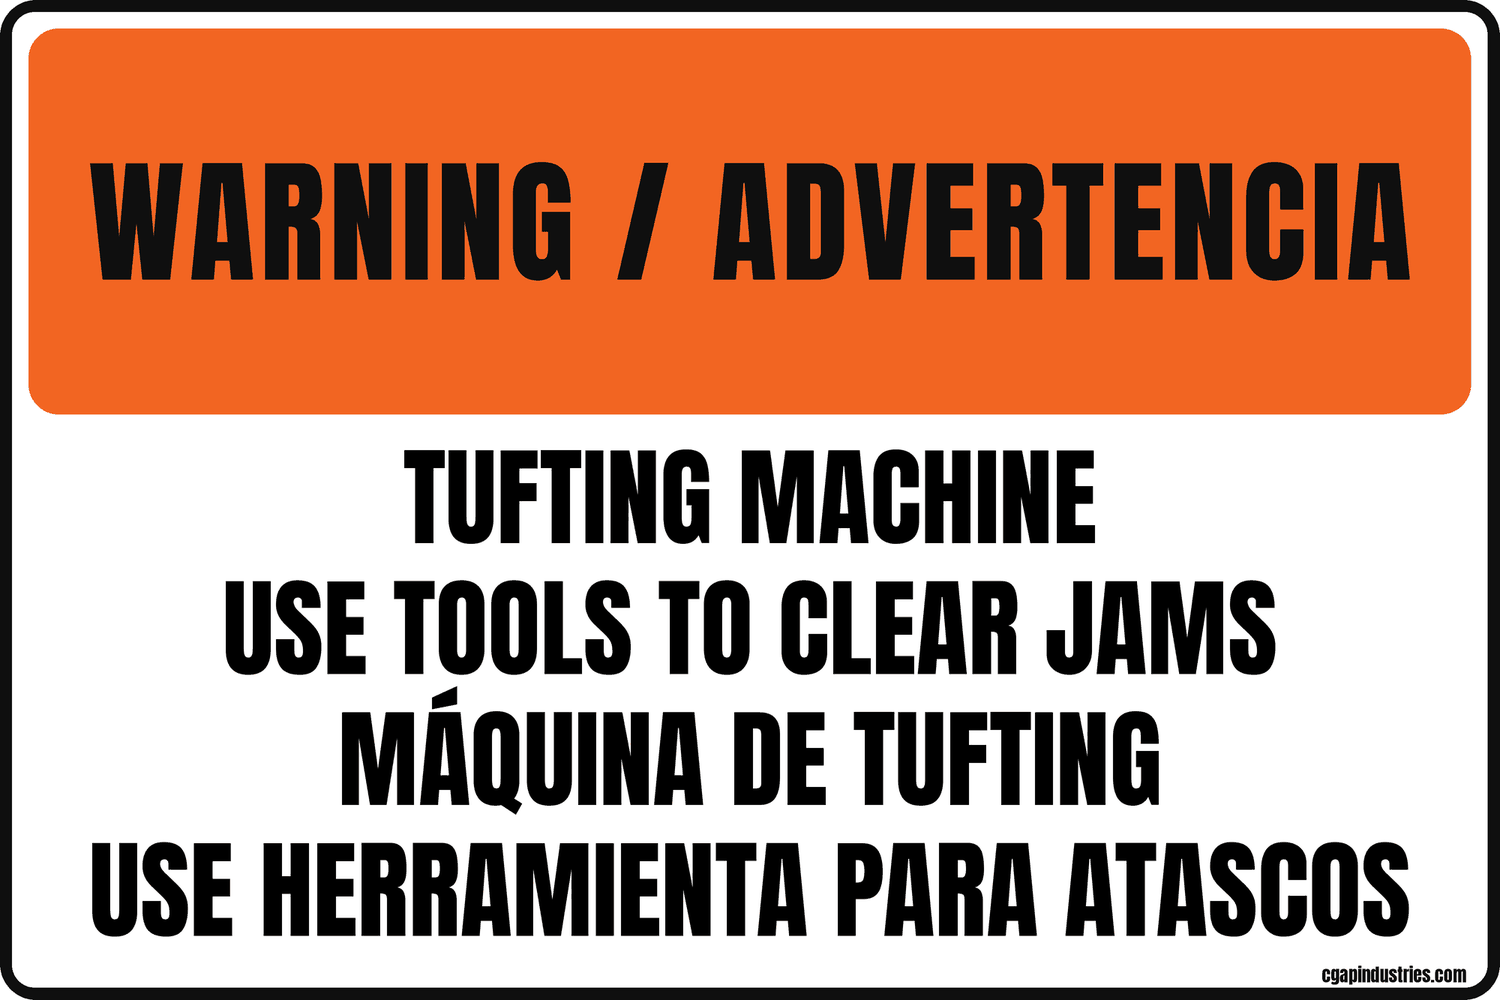 WARNING / ADVERTENCIA
TUFTING MACHINE
USE TOOLS TO CLEAR JAMS
MÁQUINA DE TUFTING
USE HERRAMIENTA PARA ATASCOS
cgapindustries.com